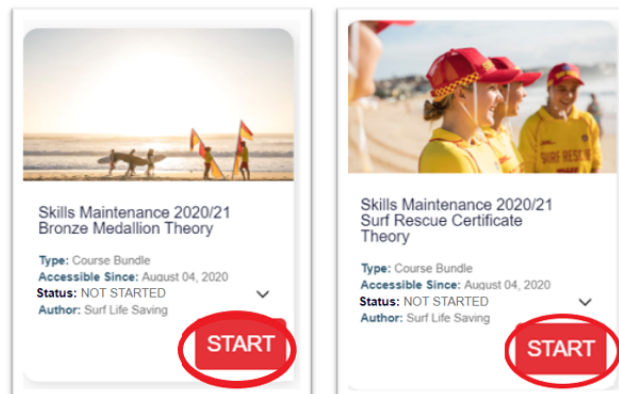 SURF RESCUE
Skills Maintenance 2020/21
Bronze Medallion Theory
Type: Course Bundle
Accessible Since: August 04, 2020
Status: NOT STARTED
Author: Surf Life Saving
START
Skills Maintenance 2020/21
Surf Rescue Certificate
Theory
Type: Course Bundle
Accessible Since: August 04, 2020
Status: NOT STARTED
Author: Surf Life Saving
START